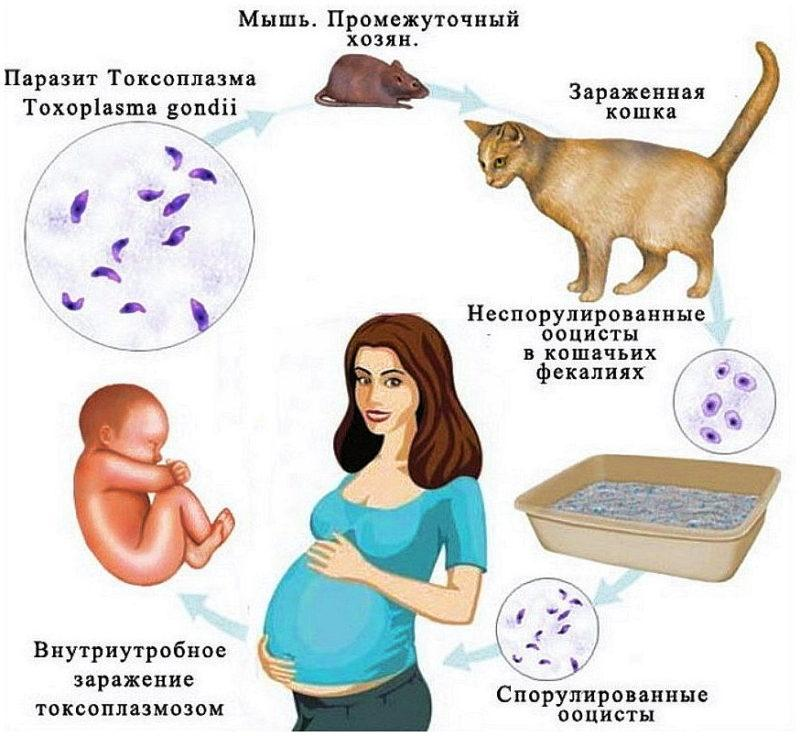 Мышь. Промежуточный
хозян.
Паразит Токсоплазма
Toxoplasma gondii
Зараженная
кошка
Неспорулированные
ооцисты
в кошачьих
фекалиях
Внутриутробное
заражение
токсоплазмозом
Спорулированные
ооцисты